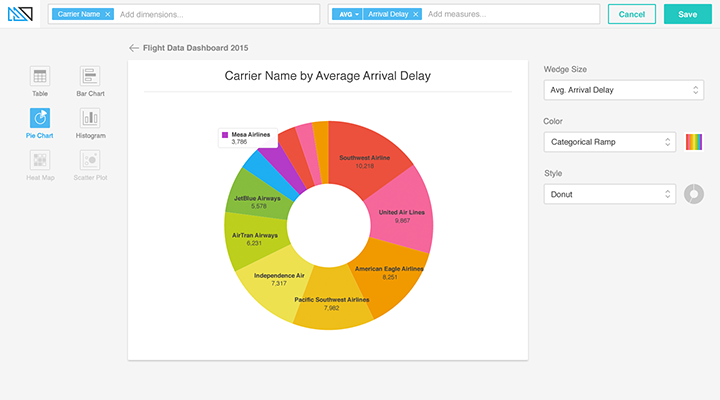 Carrier Name ×
Add dimensions...
AVG
Arrival Delay ×
Add measures...
Cancel
Save
← Flight Data Dashboard 2015
Table
Bar Chart
Pie Chart
Histogram
Heat Map
Scatter Plot
Carrier Name by Average Arrival Delay
Mesa Airlines
3,786
Southwest Airline
10,218
United Air Lines
9,867
American Eagle Airlines
8,251
Pacific Southwest Airlines
7,982
Independence Air
7,317
AirTran Airways
6,231
JetBlue Airways
5,578
Wedge Size
Avg. Arrival Delay
Color
Categorical Ramp
Style
Donut